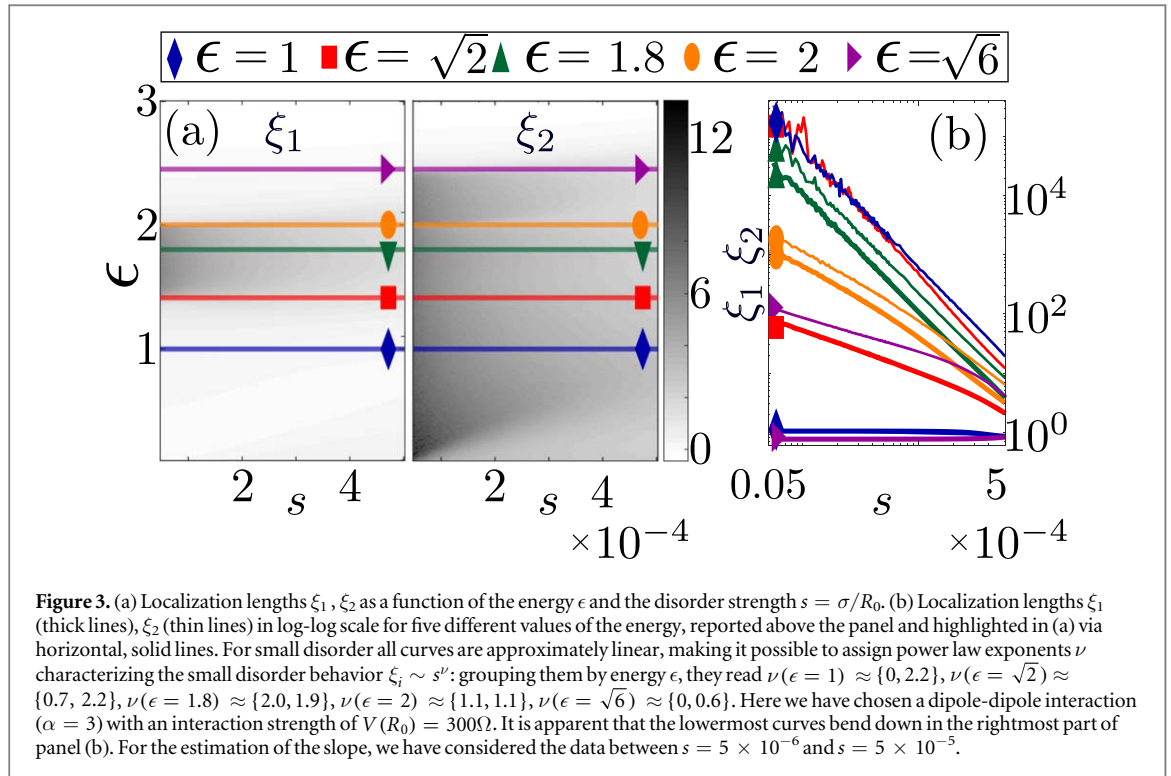 ϵ = 1 ϵ = √2 ϵ = 1.8 ϵ = 2 ϵ = √6
3 (a) ξ₁ ξ₂ 12 (b)
10⁴
2
ϵ ξ₁ ξ₂
6 10²
1
0 10⁰
2 s 4 2 s 4 0.05 s 5
×10⁻⁴ ×10⁻⁴
Figure 3. (a) Localization lengths ξ₁, ξ₂ as a function of the energy ϵ and the disorder strength s = σ/R₀. (b) Localization lengths ξ₁
(thick lines), ξ₂ (thin lines) in log-log scale for five different values of the energy, reported above the panel and highlighted in (a) via
horizontal, solid lines. For small disorder all curves are approximately linear, making it possible to assign power law exponents ν
characterizing the small disorder behavior ξᵢ ∼ s^ν: grouping them by energy ϵ, they read ν(ϵ = 1) ≈ {0, 2.2}, ν(ϵ = √2) ≈
{0.7, 2.2}, ν(ϵ = 1.8) ≈ {2.0, 1.9}, ν(ϵ = 2) ≈ {1.1, 1.1}, ν(ϵ = √6) ≈ {0, 0.6}. Here we have chosen a dipole-dipole interaction
(α = 3) with an interaction strength of V(R₀) = 300Ω. It is apparent that the lowermost curves bend down in the rightmost part of
panel (b). For the estimation of the slope, we have considered the data between s = 5 × 10⁻⁶ and s = 5 × 10⁻⁵.